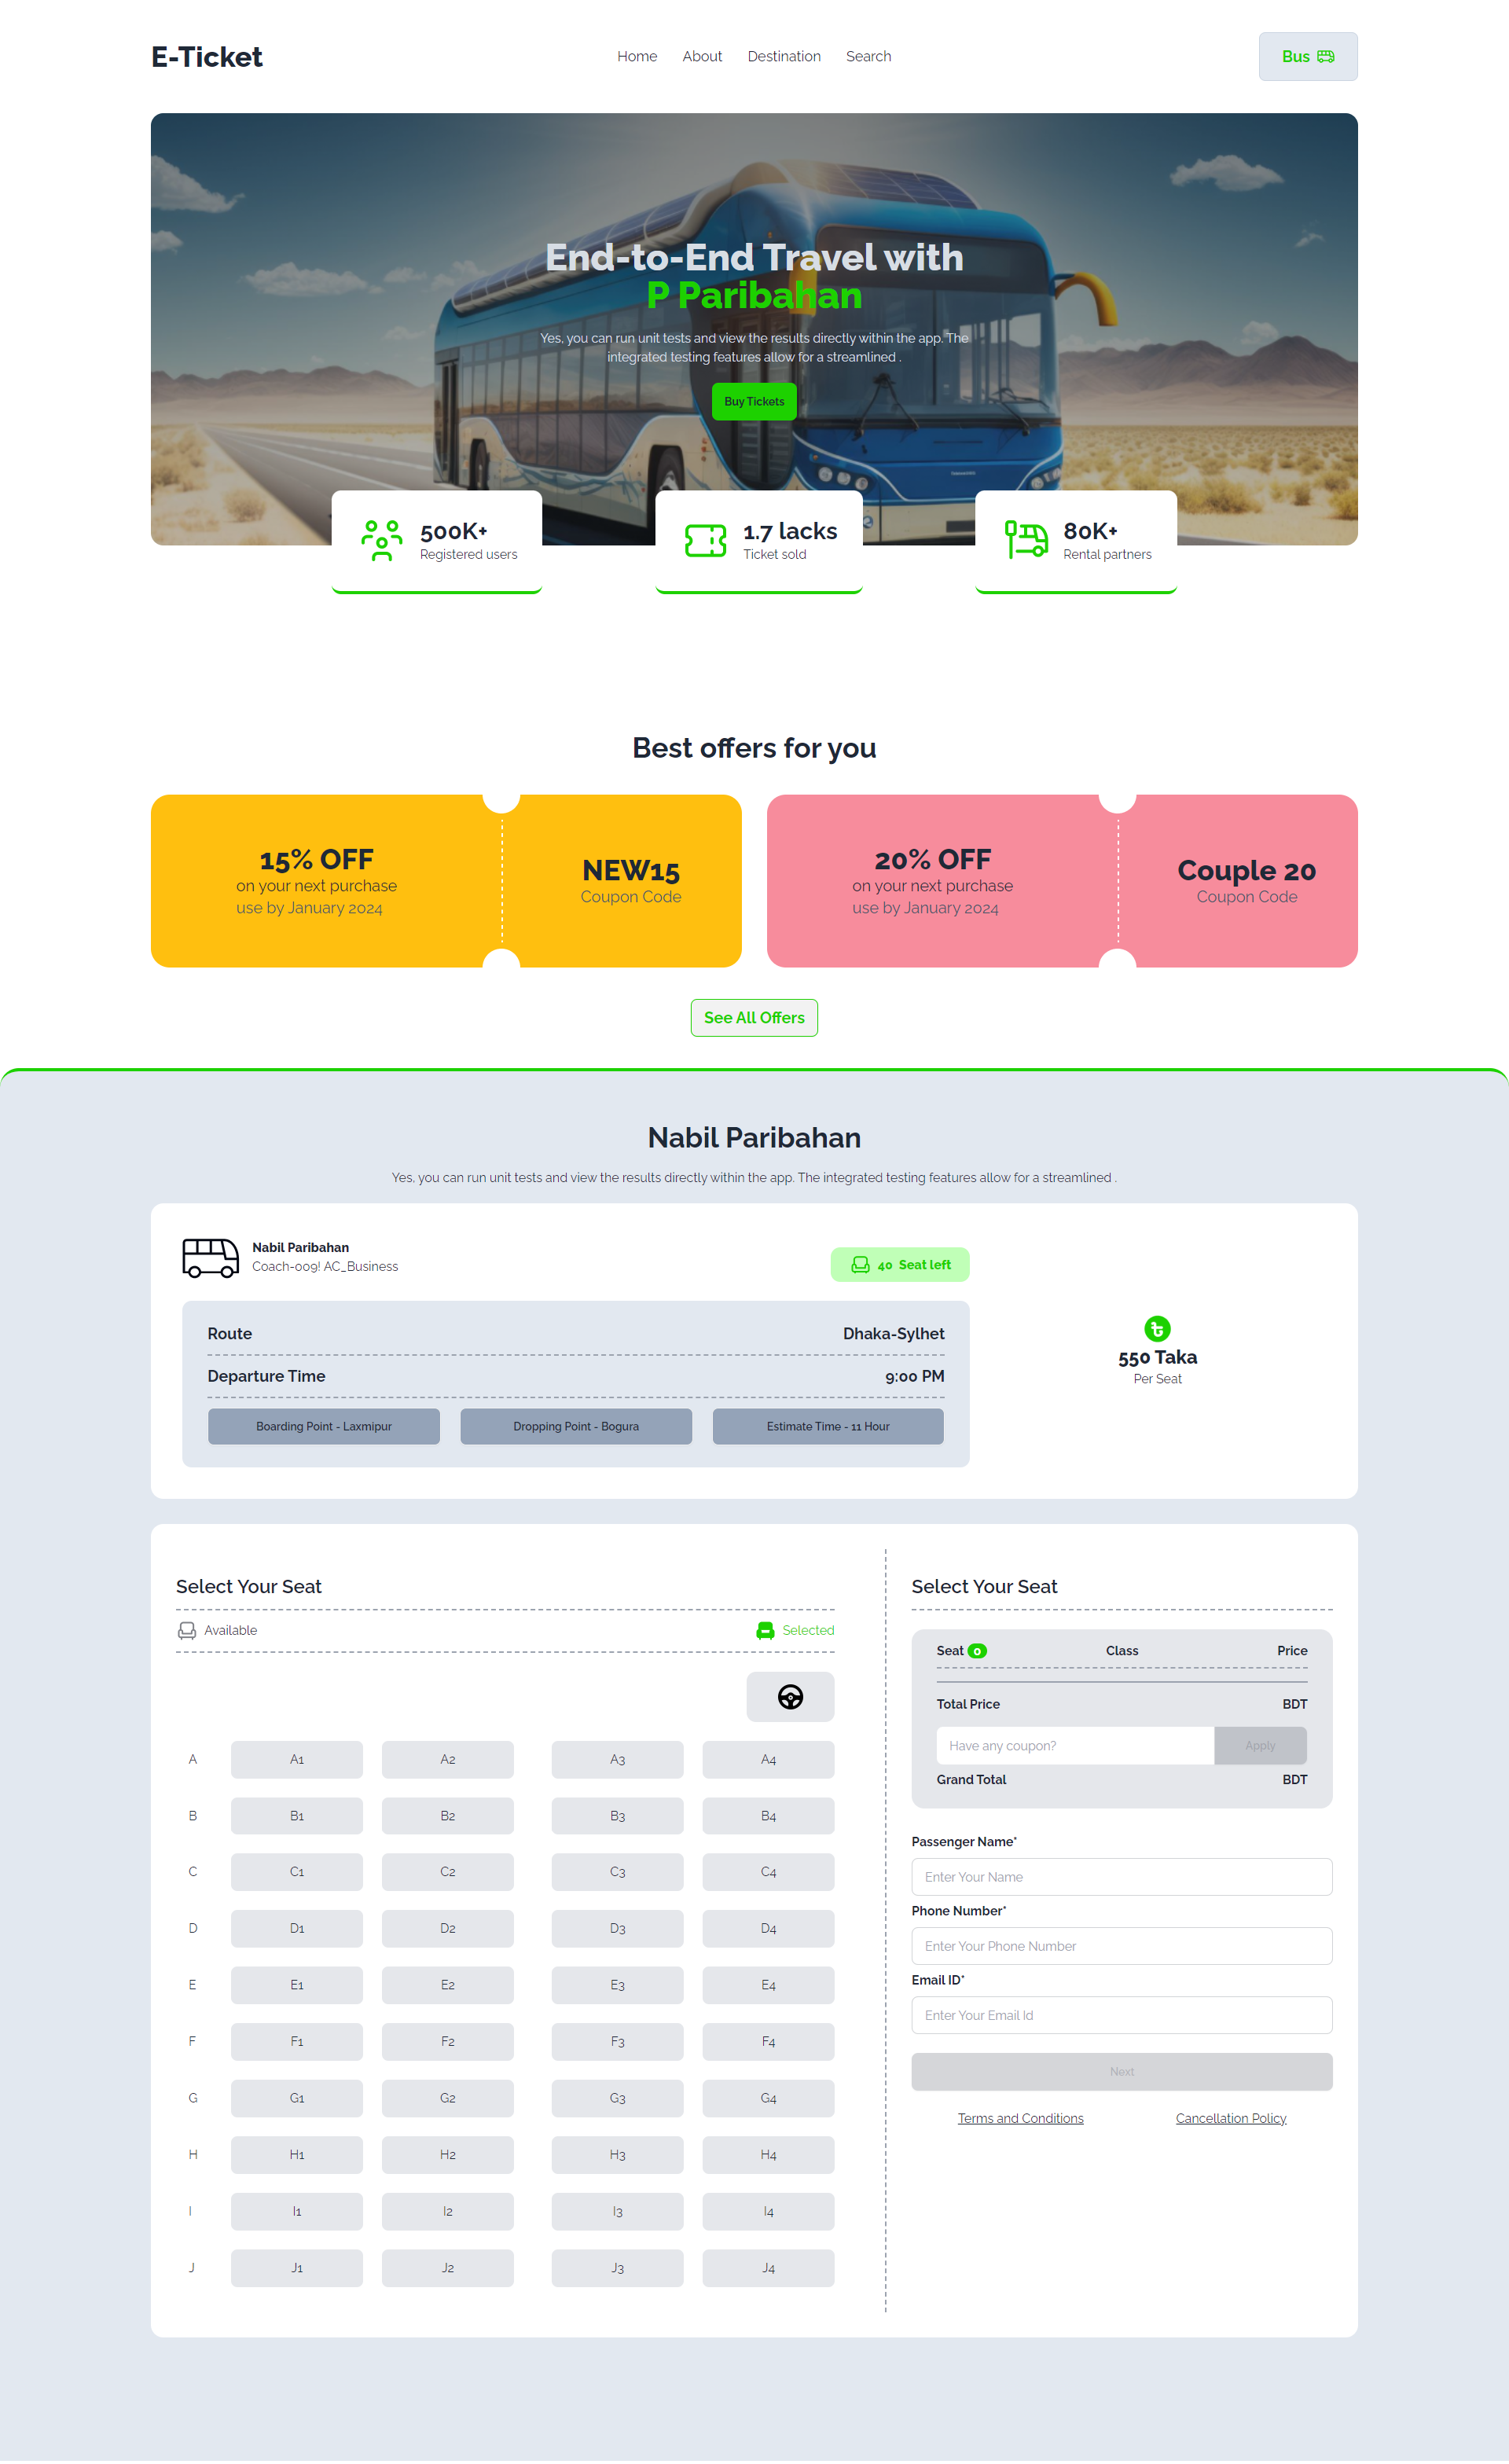 E-Ticket
Home About Destination Search
Bus
End-to-End Travel with
P Paribahan
Yes, you can run unit tests and view the results directly within the app. The
integrated testing features allow for a streamlined .
Buy Tickets
500K+
Registered users
1.7 lacks
Ticket sold
80K+
Rental partners
Best offers for you
15% OFF
on your next purchase
use by January 2024
NEW15
Coupon Code
20% OFF
on your next purchase
use by January 2024
Couple 20
Coupon Code
See All Offers
Nabil Paribahan
Yes, you can run unit tests and view the results directly within the app. The integrated testing features allow for a streamlined .
Nabil Paribahan
Coach-009! AC_Business
40 Seat left
Route Dhaka-Sylhet
Departure Time 9:00 PM
Boarding Point - Laxmipur Dropping Point - Bogura Estimate Time - 11 Hour
৳
550 Taka
Per Seat
Select Your Seat
Available Selected
A A1 A2 A3 A4
B B1 B2 B3 B4
C C1 C2 C3 C4
D D1 D2 D3 D4
E E1 E2 E3 E4
F F1 F2 F3 F4
G G1 G2 G3 G4
H H1 H2 H3 H4
I I1 I2 I3 I4
J J1 J2 J3 J4
Select Your Seat
Seat 0 Class Price
Total Price BDT
Have any coupon? Apply
Grand Total BDT
Passenger Name*
Enter Your Name
Phone Number*
Enter Your Phone Number
Email ID*
Enter Your Email Id
Next
Terms and Conditions Cancellation Policy